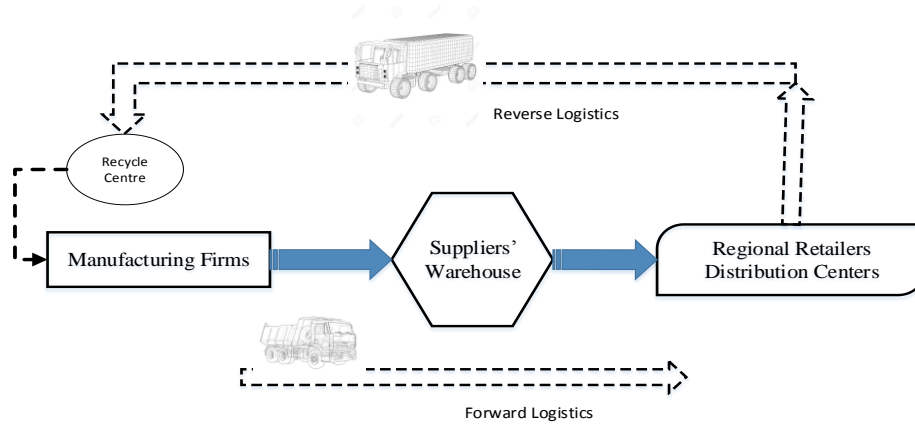 Reverse Logistics
Recycle
Centre
Manufacturing Firms
Suppliers'
Warehouse
Regional Retailers
Distribution Centers
Forward Logistics